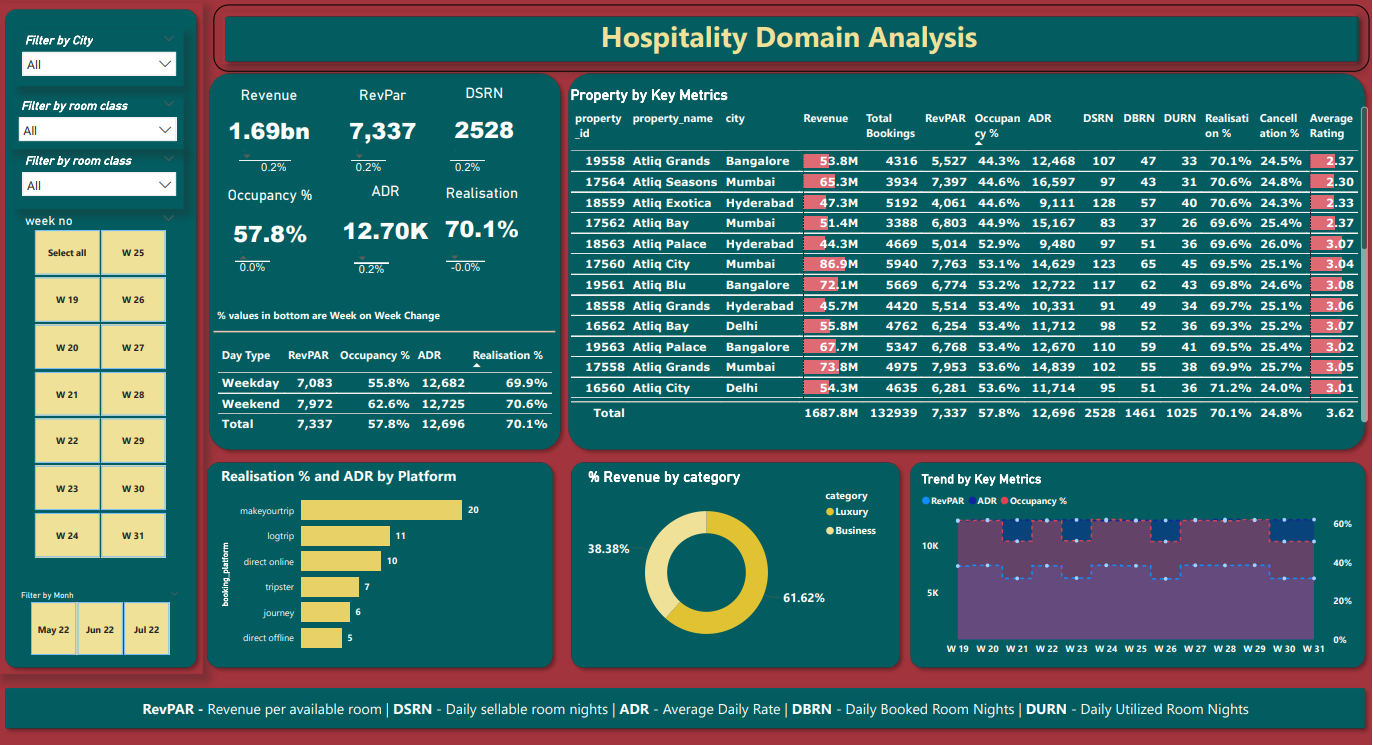 Hospitality Domain Analysis
Filter by City
All
Filter by room class
All
Filter by room class
All
week no
Select all W 25
W 19 W 26
W 20 W 27
W 21 W 28
W 22 W 29
W 23 W 30
W 24 W 31
Filter by Monh
May 22 Jun 22 Jul 22
Revenue RevPar DSRN
1.69bn 7,337 2528
0.2% 0.2% 0.2%
Occupancy % ADR Realisation
57.8% 12.70K 70.1%
0.0% 0.2% -0.0%
% values in bottom are Week on Week Change
Day Type RevPAR Occupancy % ADR Realisation %
Weekday 7,083 55.8% 12,682 69.9%
Weekend 7,972 62.6% 12,725 70.6%
Total 7,337 57.8% 12,696 70.1%
Property by Key Metrics
property property_name city Revenue Total RevPAR Occupan ADR DSRN DBRN DURN Realisati Cancell Average
_id Bookings cy % on % ation % Rating
19558 Atliq Grands Bangalore 53.8M 4316 5,527 44.3% 12,468 107 47 33 70.1% 24.5% 2.37
17564 Atliq Seasons Mumbai 65.3M 3934 7,397 44.6% 16,597 97 43 31 70.6% 24.8% 2.30
18559 Atliq Exotica Hyderabad 47.3M 5192 4,061 44.6% 9,111 128 57 40 70.6% 24.3% 2.33
17562 Atliq Bay Mumbai 51.4M 3388 6,803 44.9% 15,167 83 37 26 69.6% 25.4% 2.37
18563 Atliq Palace Hyderabad 44.3M 4669 5,014 52.9% 9,480 97 51 36 69.6% 26.0% 3.07
17560 Atliq City Mumbai 86.9M 5940 7,763 53.1% 14,629 123 65 45 69.5% 25.1% 3.04
19561 Atliq Blu Bangalore 72.1M 5669 6,774 53.2% 12,722 117 62 43 69.8% 24.6% 3.08
18558 Atliq Grands Hyderabad 45.7M 4420 5,514 53.4% 10,331 91 49 34 69.7% 25.1% 3.06
16562 Atliq Bay Delhi 55.8M 4762 6,254 53.4% 11,712 98 52 36 69.3% 25.2% 3.07
19563 Atliq Palace Bangalore 67.7M 5347 6,768 53.4% 12,670 110 59 41 69.5% 25.4% 3.02
17558 Atliq Grands Mumbai 73.8M 4975 7,953 53.6% 14,839 102 55 38 69.9% 25.7% 3.05
16560 Atliq City Delhi 54.3M 4635 6,281 53.6% 11,714 95 51 36 71.2% 24.0% 3.01
Total 1687.8M 132939 7,337 57.8% 12,696 2528 1461 1025 70.1% 24.8% 3.62
Realisation % and ADR by Platform
booking_platform
makeyourtrip 20
logtrip 11
direct online 10
tripster 7
journey 6
direct offline 5
% Revenue by category
category
Luxury
Business
38.38%
61.62%
Trend by Key Metrics
RevPAR ADR Occupancy %
60%
10K
40%
5K
20%
0%
W 19 W 20 W 21 W 22 W 23 W 24 W 25 W 26 W 27 W 28 W 29 W 30 W 31
RevPAR - Revenue per available room | DSRN - Daily sellable room nights | ADR - Average Daily Rate | DBRN - Daily Booked Room Nights | DURN - Daily Utilized Room Nights